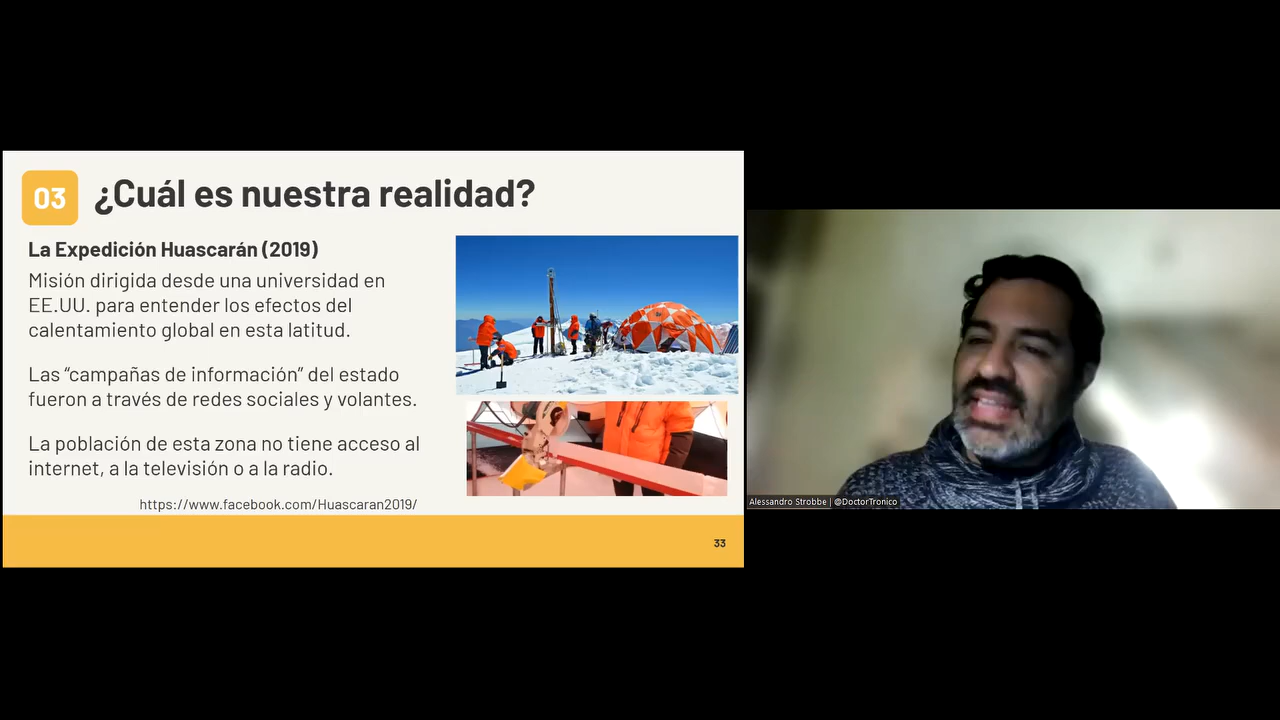 03
¿Cuál es nuestra realidad?
La Expedición Huascarán (2019)
Misión dirigida desde una universidad en
EE.UU. para entender los efectos del
calentamiento global en esta latitud.
Las “campañas de información” del estado
fueron a través de redes sociales y volantes.
La población de esta zona no tiene acceso al
internet, a la televisión o a la radio.
https://www.facebook.com/Huascaran2019/
33
Alessandro Strobbe | @DoctorTronico